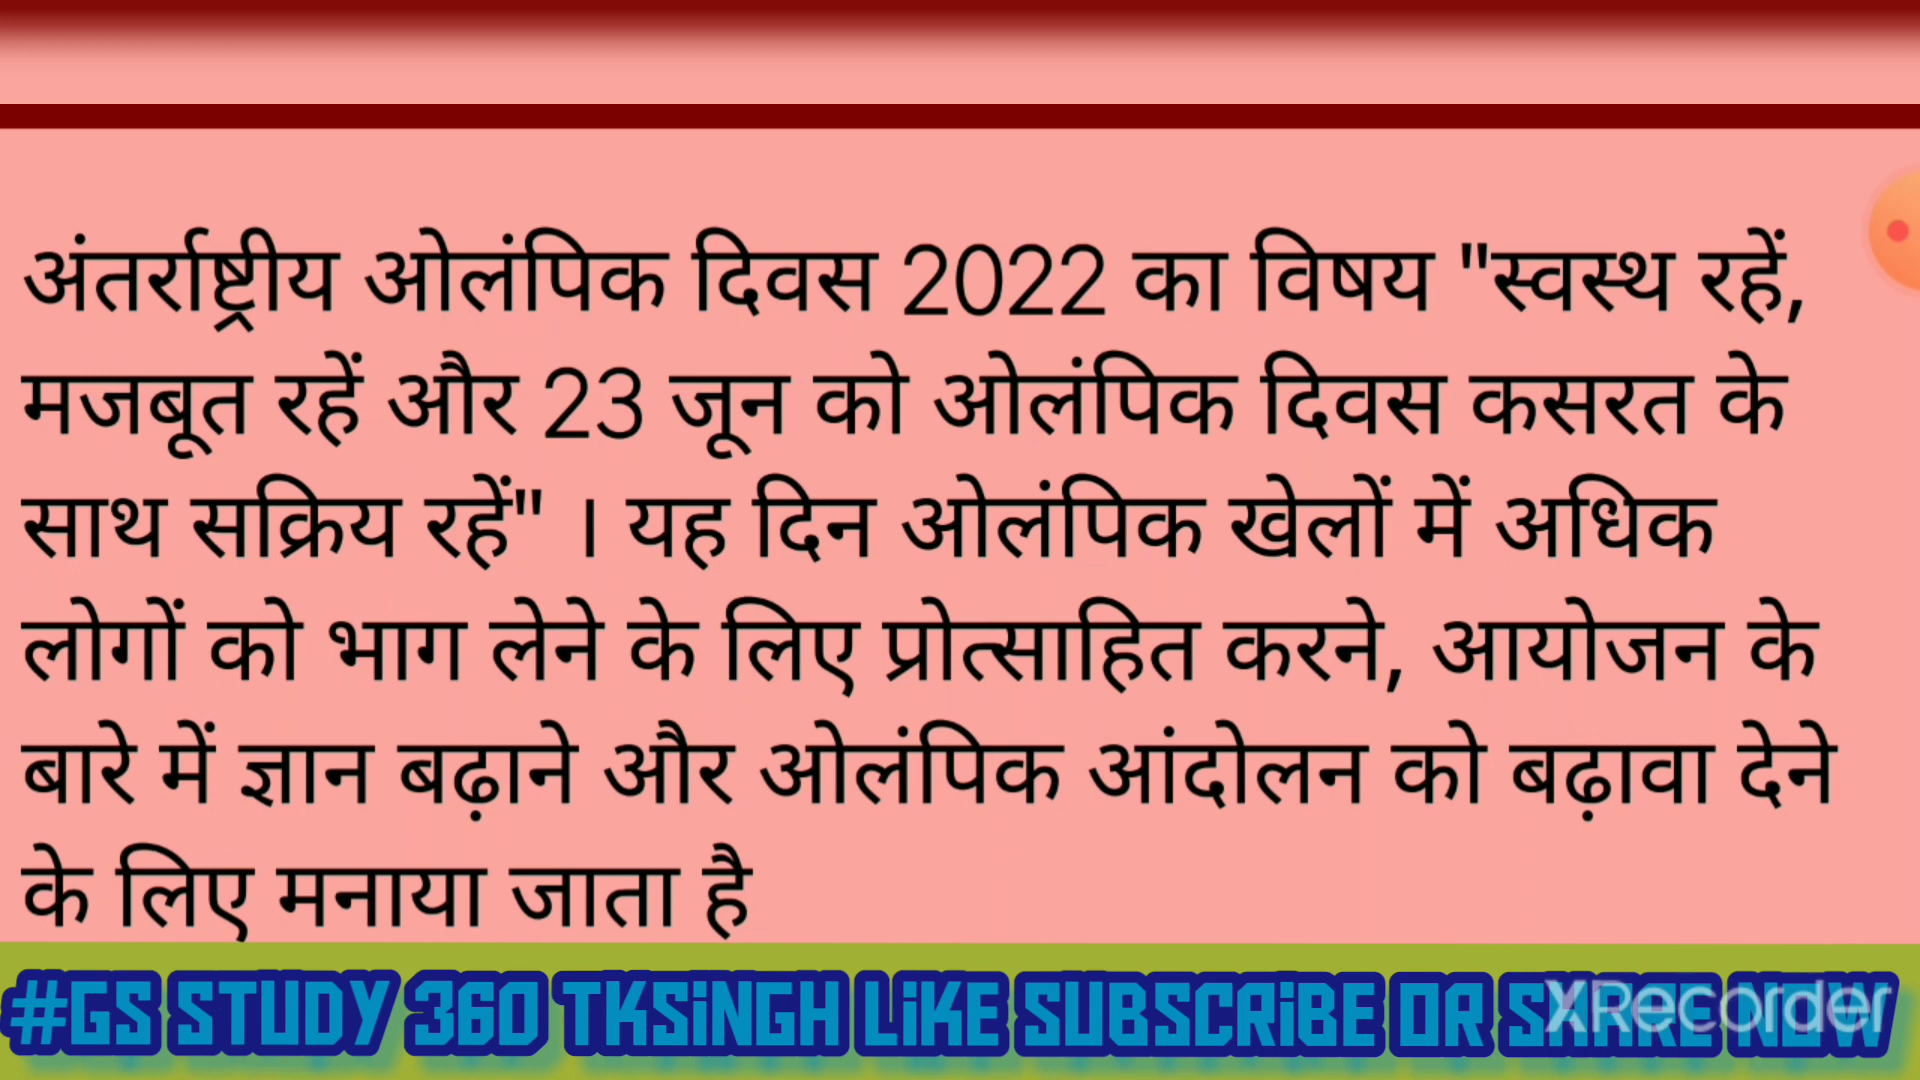 अंतर्राष्ट्रीय ओलंपिक दिवस 2022 का विषय "स्वस्थ रहें,
मजबूत रहें और 23 जून को ओलंपिक दिवस कसरत के
साथ सक्रिय रहें" । यह दिन ओलंपिक खेलों में अधिक
लोगों को भाग लेने के लिए प्रोत्साहित करने, आयोजन के
बारे में ज्ञान बढ़ाने और ओलंपिक आंदोलन को बढ़ावा देने
के लिए मनाया जाता है
#GS STUDY 360 TKSiNGH LiKE SUBSCRiBE OR SHARE NOW
XRecorder